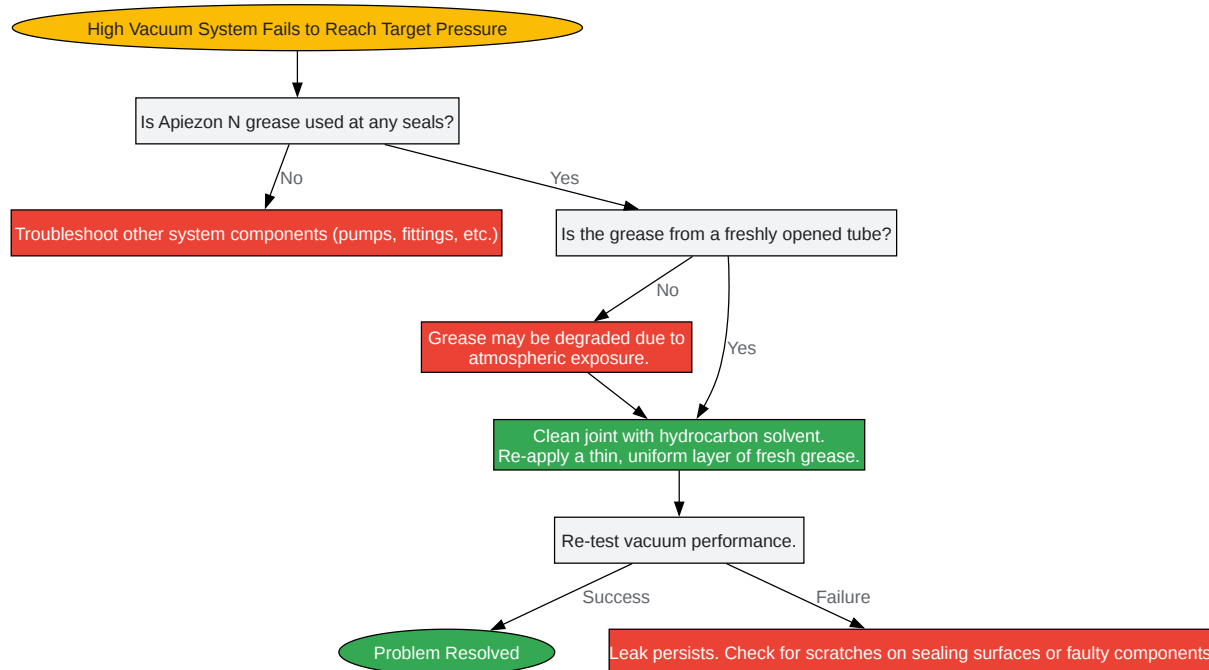 High Vacuum System Fails to Reach Target Pressure
Is Apiezon N grease used at any seals?
No
Yes
Troubleshoot other system components (pumps, fittings, etc.)
Is the grease from a freshly opened tube?
No
Grease may be degraded due to
atmospheric exposure.
Yes
Clean joint with hydrocarbon solvent.
Re-apply a thin, uniform layer of fresh grease.
Re-test vacuum performance.
Success
Failure
Problem Resolved
Leak persists. Check for scratches on sealing surfaces or faulty components